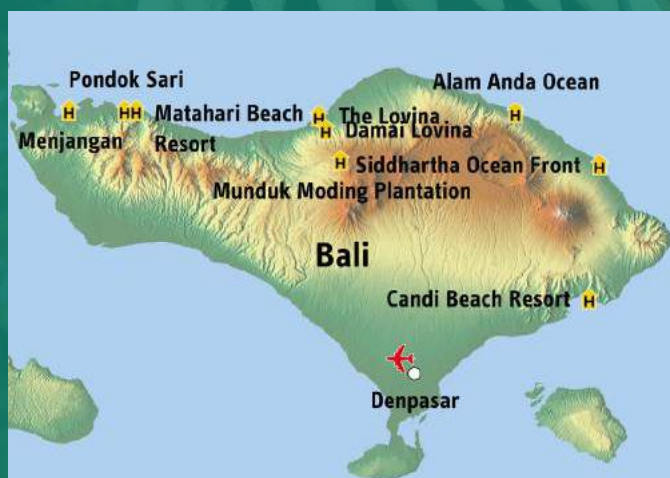 Pondok Sari
Alam Anda Ocean
H
H H
Matahari Beach
H
The Lovina
H
Menjangan
Resort
H
Damai Lovina
H
Siddhartha Ocean Front
H
Munduk Moding Plantation
Bali
Candi Beach Resort
H
Denpasar